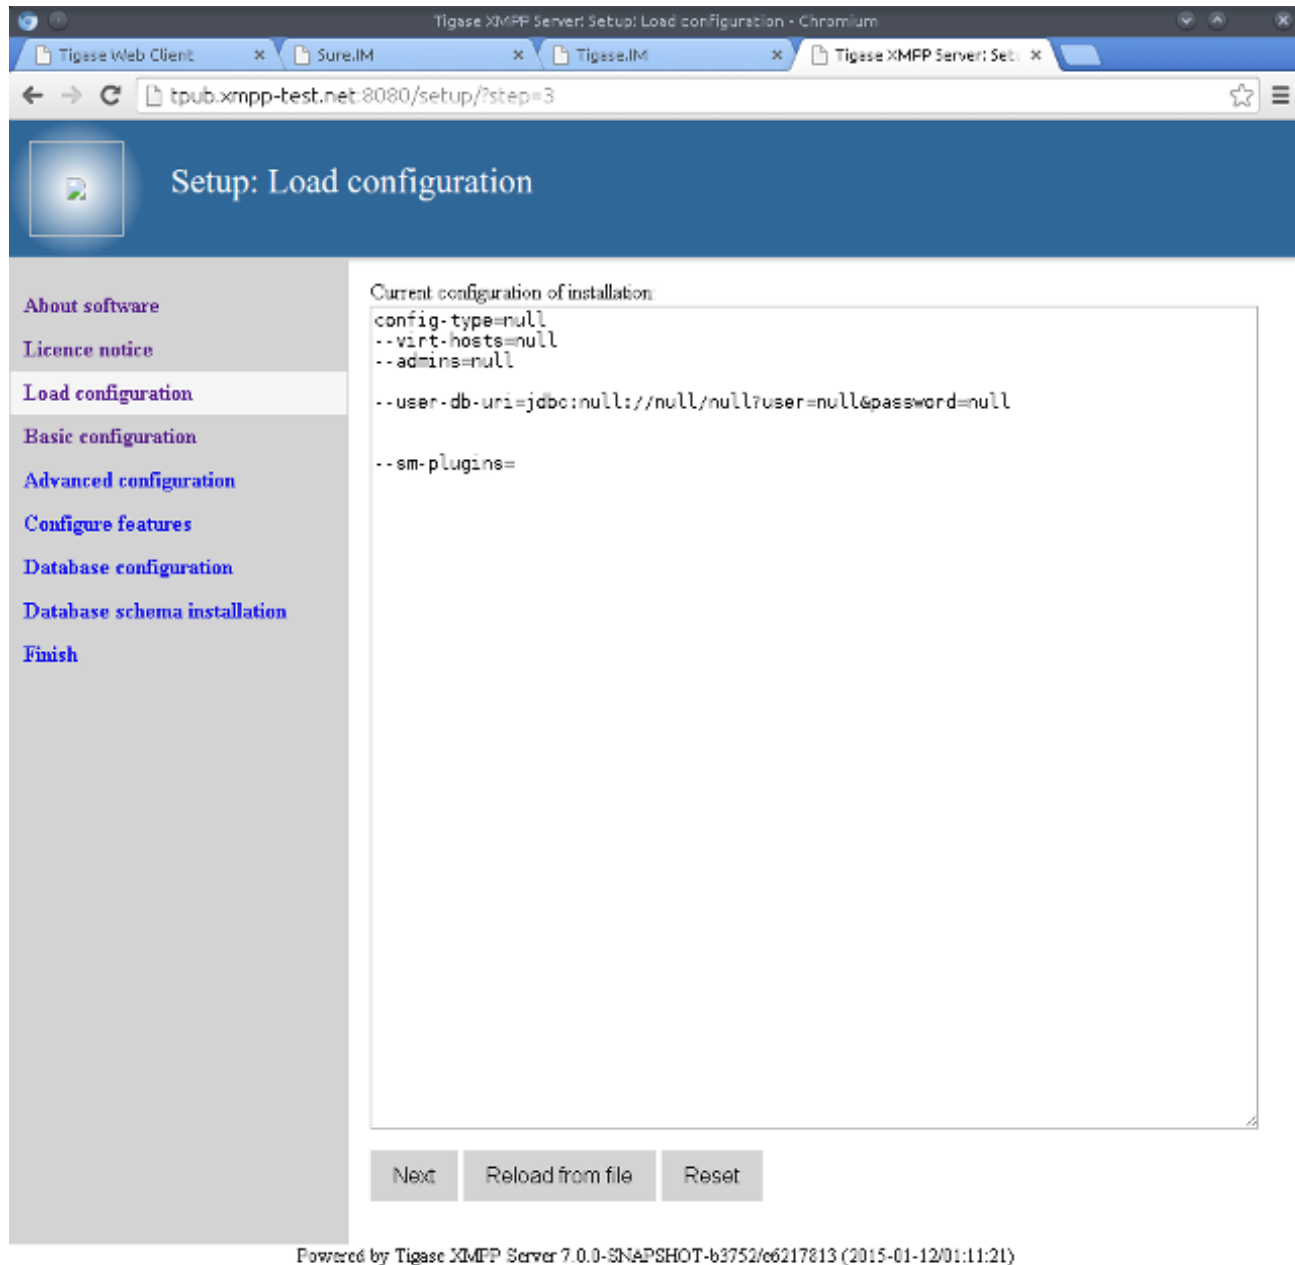 Tigase XMPP Server: Setup: Load configuration - Chromium
Tigase Web Client
Sure.IM
Tigase.IM
Tigase XMPP Server: Set
tpub.xmpp-test.net:8080/setup/?step=3
Setup: Load configuration
About software
Licence notice
Load configuration
Basic configuration
Advanced configuration
Configure features
Database configuration
Database schema installation
Finish
Current configuration of installation:
config-type=null
--virt-hosts=null
--admins=null
--user-db-uri=jdbc:null://null/null?user=null&password=null
--sm-plugins=
Next Reload from file Reset
Powered by Tigase XMPP Server 7.0.0-SNAPSHOT-b3752/e6217813 (2015-01-12/01:11:21)